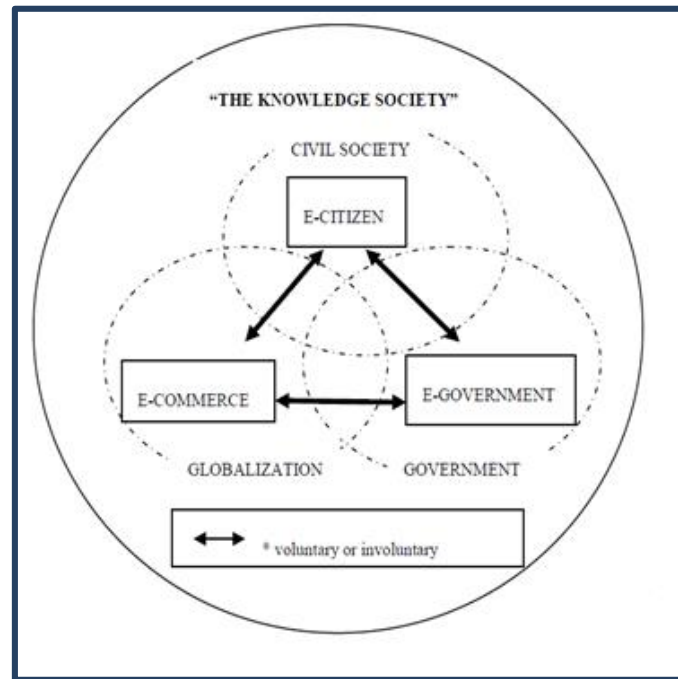 “THE KNOWLEDGE SOCIETY”
CIVIL SOCIETY
E-CITIZEN
E-COMMERCE
E-GOVERNMENT
GLOBALIZATION
GOVERNMENT
* voluntary or involuntary